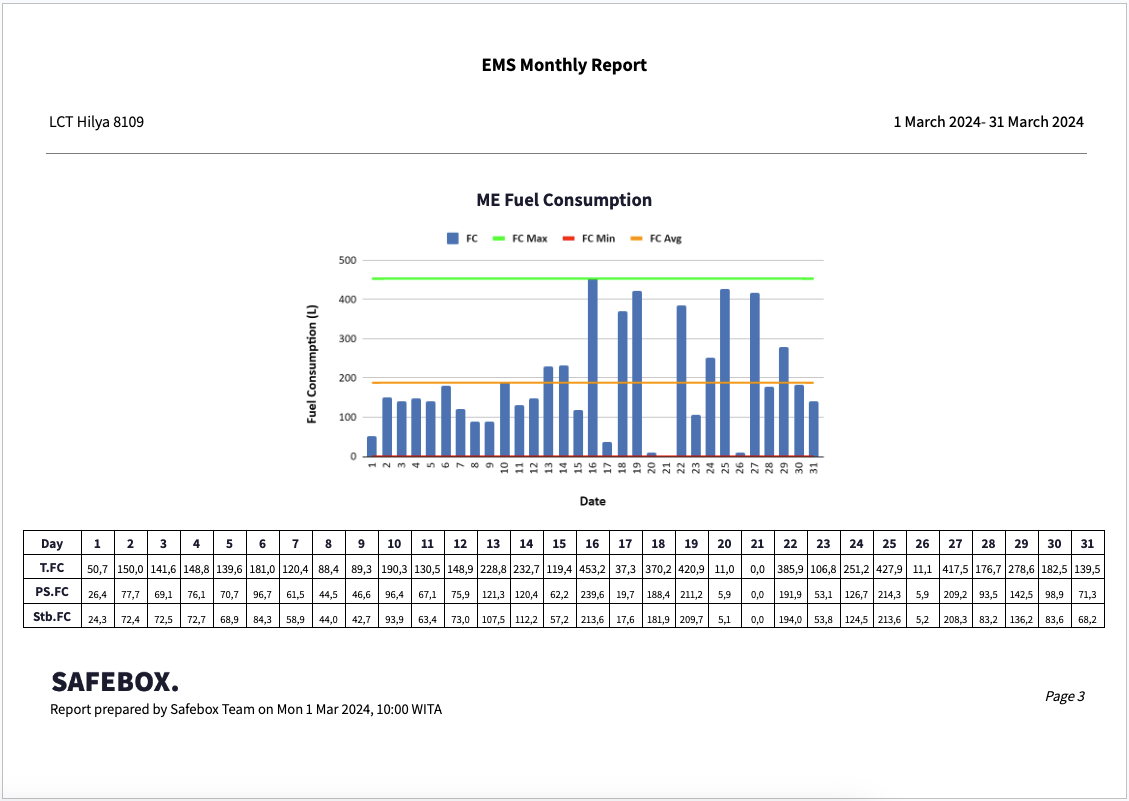 EMS Monthly Report
LCT Hilya 8109 1 March 2024- 31 March 2024
ME Fuel Consumption
FC FC Max FC Min FC Avg
500
400
300
200
100
0
Fuel Consumption (L)
1 2 3 4 5 6 7 8 9 10 11 12 13 14 15 16 17 18 19 20 21 22 23 24 25 26 27 28 29 30 31
Date
Day 1 2 3 4 5 6 7 8 9 10 11 12 13 14 15 16 17 18 19 20 21 22 23 24 25 26 27 28 29 30 31
T.FC 50,7 150,0 141,6 148,8 139,6 181,0 120,4 88,4 89,3 190,3 130,5 148,9 228,8 232,7 119,4 453,2 37,3 370,2 420,9 11,0 0,0 385,9 106,8 251,2 427,9 11,1 417,5 176,7 278,6 182,5 139,5
PS.FC 26,4 77,7 69,1 76,1 70,7 96,7 61,5 44,5 46,6 96,4 67,1 75,9 121,3 120,4 62,2 239,6 19,7 188,4 211,2 5,9 0,0 191,9 53,1 126,7 214,3 5,9 209,2 93,5 142,5 98,9 71,3
Stb.FC 24,3 72,4 72,5 72,7 68,9 84,3 58,9 44,0 42,7 93,9 63,4 73,0 107,5 112,2 57,2 213,6 17,6 181,9 209,7 5,1 0,0 194,0 53,8 124,5 213,6 5,2 208,3 83,2 136,2 83,6 68,2
SAFEBOX.
Report prepared by Safebox Team on Mon 1 Mar 2024, 10:00 WITA
Page 3